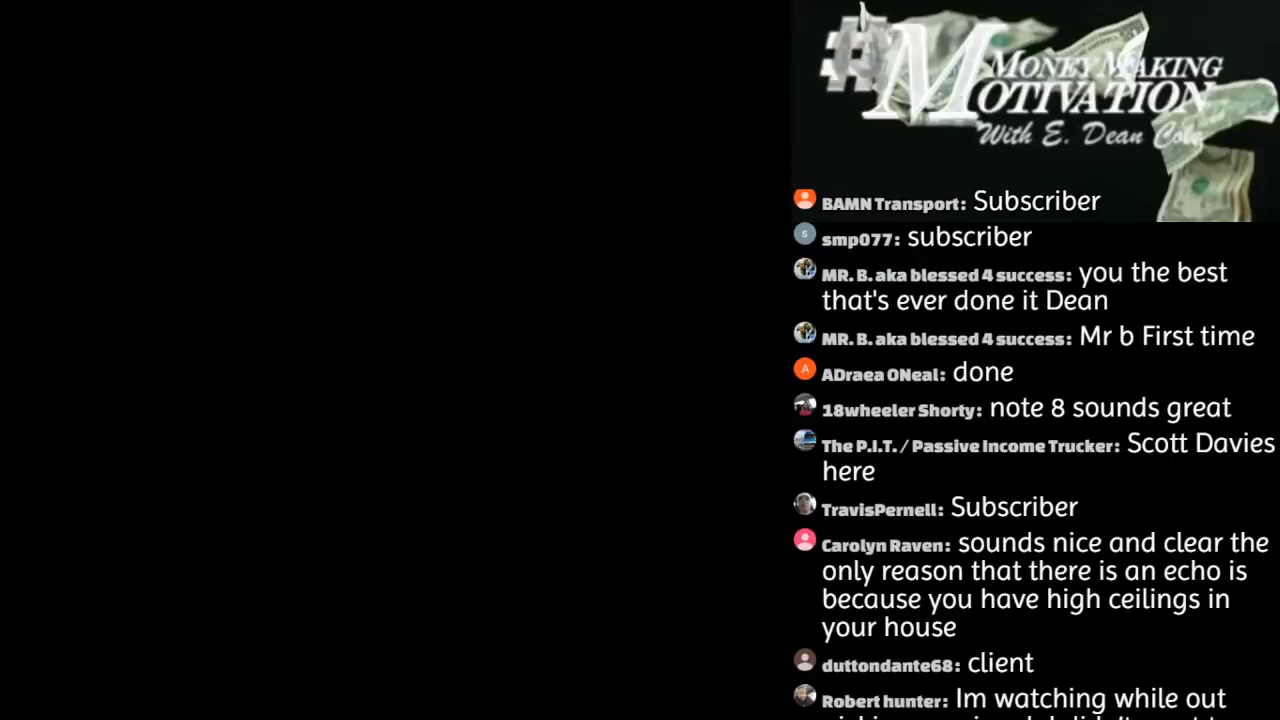 #MONEY MAKING
MOTIVATION
With E. Dean Cole
BAMN Transport: Subscriber
s smp077: subscriber
MR. B. aka blessed 4 success: you the best
that's ever done it Dean
MR. B. aka blessed 4 success: Mr b First time
A ADraea ONeal: done
18wheeler Shorty: note 8 sounds great
The P.I.T. / Passive Income Trucker: Scott Davies
here
TravisPernell: Subscriber
Carolyn Raven: sounds nice and clear the
only reason that there is an echo is
because you have high ceilings in
your house
duttondante68: client
Robert hunter: Im watching while out